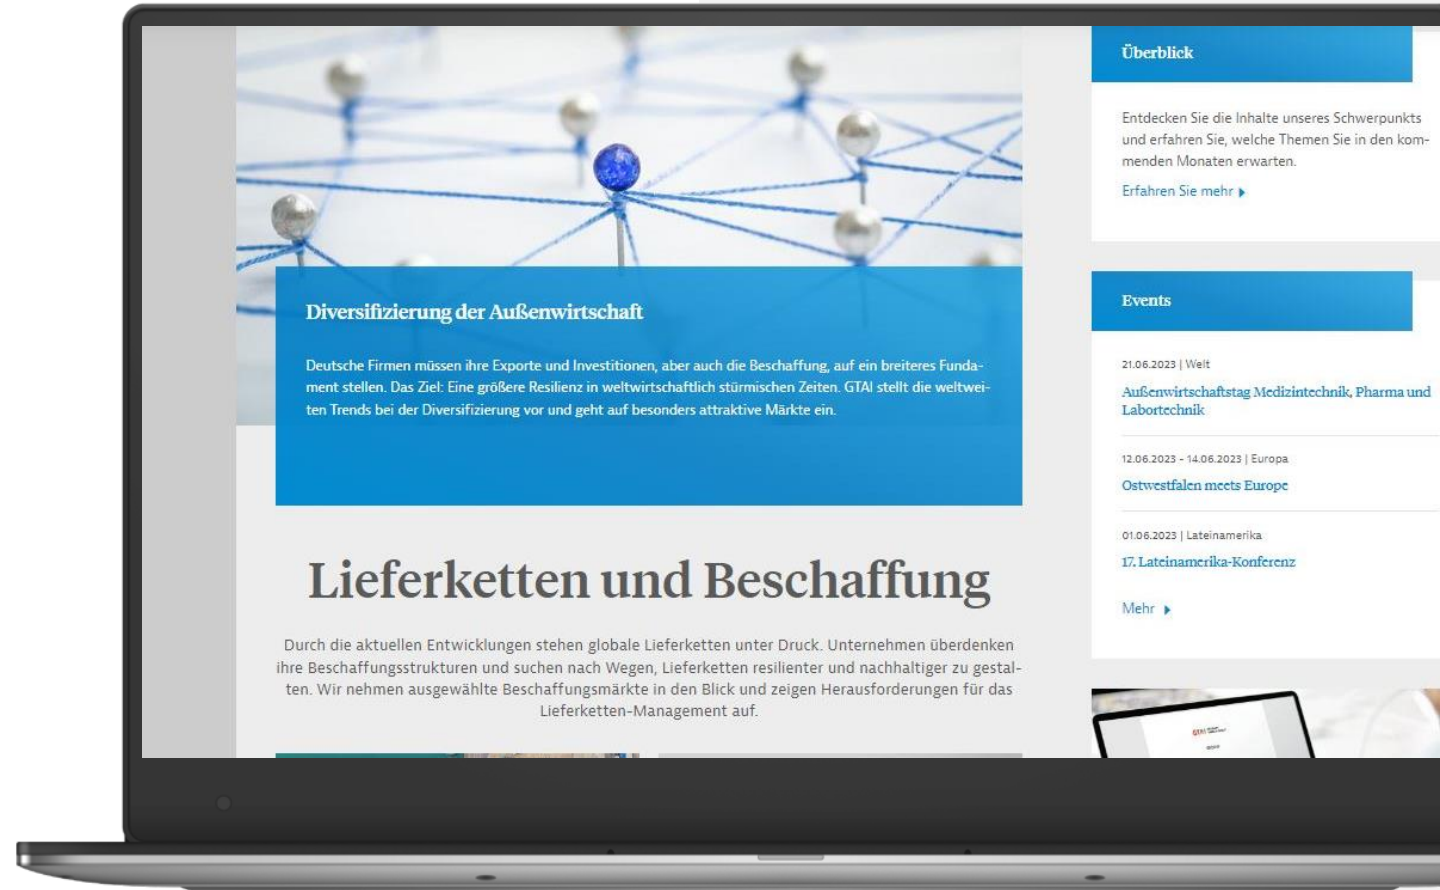 Diversifizierung der Außenwirtschaft
Deutsche Firmen müssen ihre Exporte und Investitionen, aber auch die Beschaffung, auf ein breiteres Funda-
ment stellen. Das Ziel: Eine größere Resilienz in weltwirtschaftlich stürmischen Zeiten. GTAI stellt die weltwei-
ten Trends bei der Diversifizierung vor und geht auf besonders attraktive Märkte ein.
Lieferketten und Beschaffung
Durch die aktuellen Entwicklungen stehen globale Lieferketten unter Druck. Unternehmen überdenken
ihre Beschaffungsstrukturen und suchen nach Wegen, Lieferketten resilienter und nachhaltiger zu gestal-
ten. Wir nehmen ausgewählte Beschaffungsmärkte in den Blick und zeigen Herausforderungen für das
Lieferketten-Management auf.
Überblick
Entdecken Sie die Inhalte unseres Schwerpunkts
und erfahren Sie, welche Themen Sie in den kom-
menden Monaten erwarten.
Erfahren Sie mehr
Events
21.06.2023 | Welt
Außenwirtschaftstag Medizintechnik, Pharma und
Labortechnik
12.06.2023 - 14.06.2023 | Europa
Ostwestfalen meets Europe
01.06.2023 | Lateinamerika
17. Lateinamerika-Konferenz
Mehr
GTAI